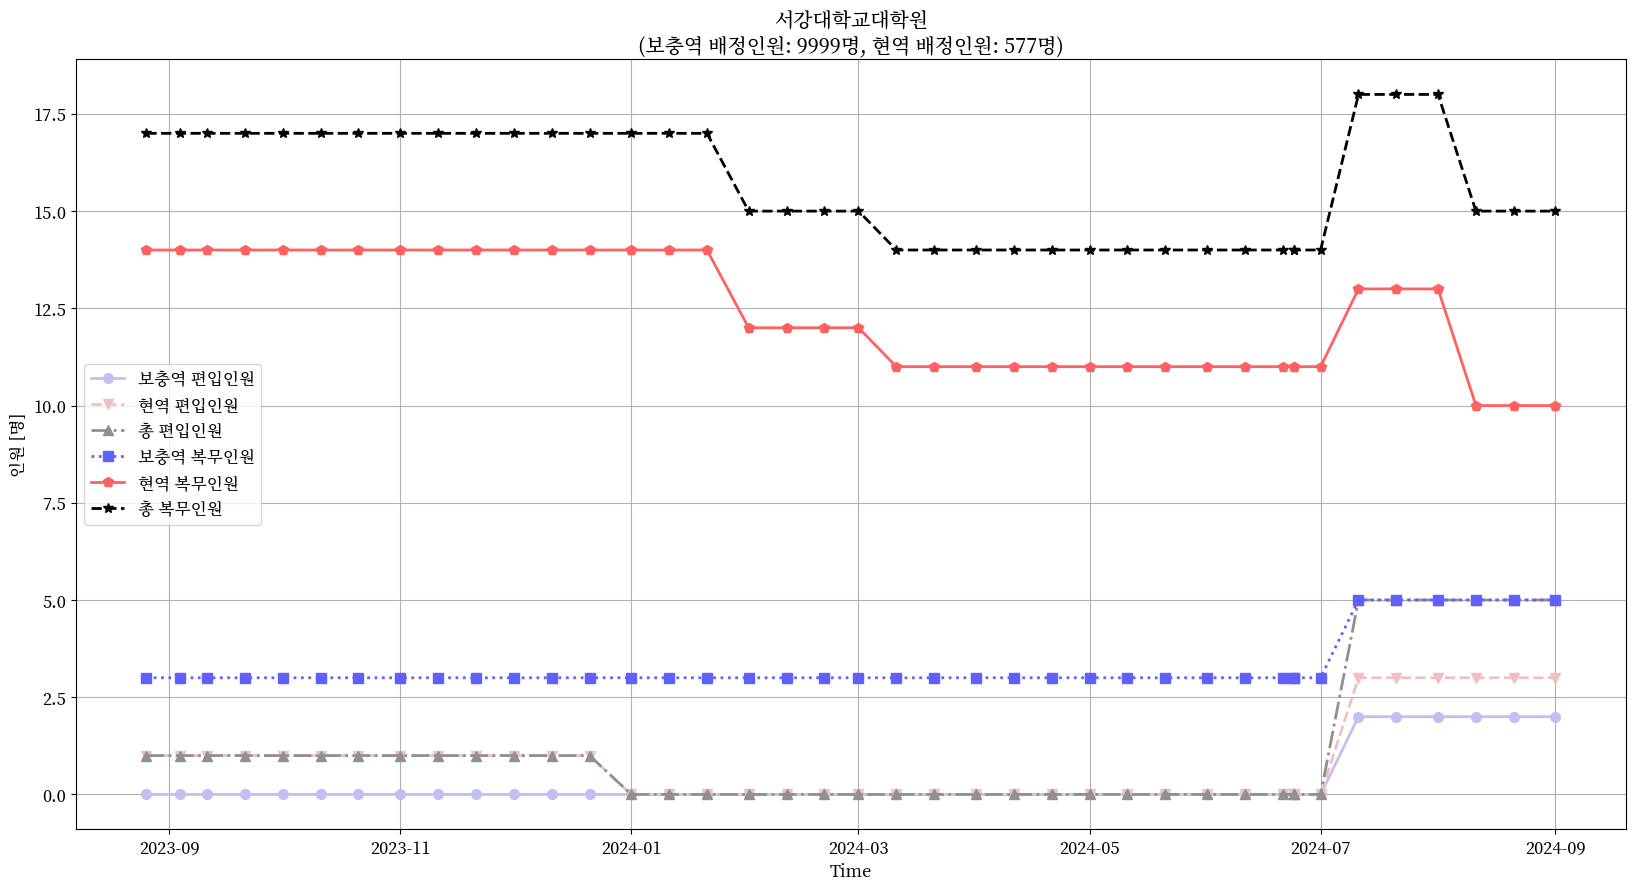 서강대학교대학원
(보충역 배정인원: 9999명, 현역 배정인원: 577명)
인원 [명]
17.5
15.0
12.5
10.0
7.5
5.0
2.5
0.0
보충역 편입인원
현역 편입인원
총 편입인원
보충역 복무인원
현역 복무인원
총 복무인원
2023-09
2023-11
2024-01
2024-03
2024-05
2024-07
2024-09
Time